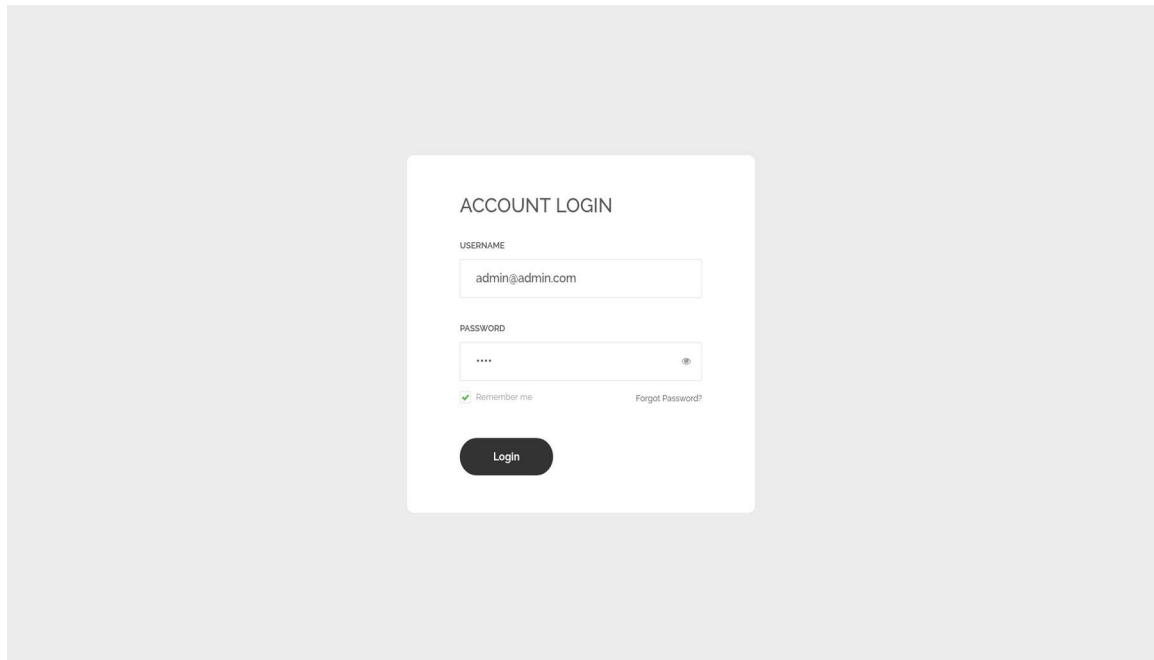 ACCOUNT LOGIN
USERNAME
admin@admin.com
PASSWORD
••••
Remember me Forgot Password?
Login